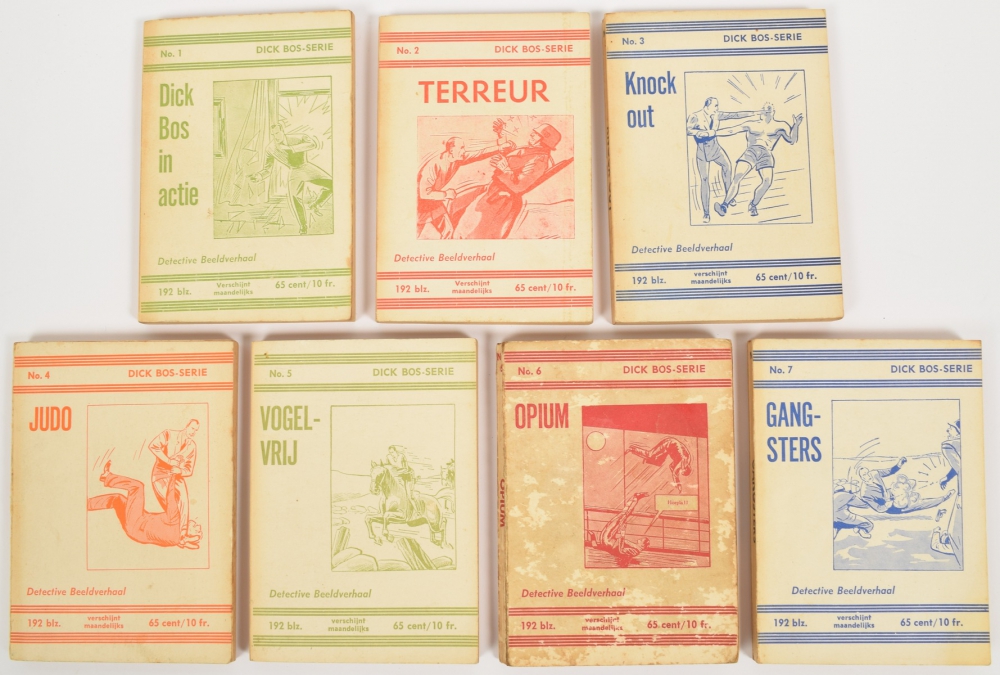 No. 1 DICK BOS-SERIE
Dick
Bos
in
actie
Detective Beeldverhaal
192 blz. Verschijnt maandelijks 65 cent/10 fr.
No. 2 DICK BOS-SERIE
TERREUR
Detective Beeldverhaal
192 blz. Verschijnt maandelijks 65 cent/10 fr.
No. 3 DICK BOS-SERIE
Knock
out
Detective Beeldverhaal
192 blz. verschijnt maandelijks 65 cent/10 fr.
No. 4 DICK BOS-SERIE
JUDO
Detective Beeldverhaal
192 blz. verschijnt maandelijks 65 cent/10 fr.
No. 5 DICK BOS-SERIE
VOGEL-
VRIJ
Detective Beeldverhaal
192 blz. verschijnt maandelijks 65 cent/10 fr.
No. 6 DICK BOS-SERIE
OPIUM
OPIUM
Detective Beeldverhaal
192 blz. verschijnt maandelijks 65 cent/10 fr.
No. 7 DICK BOS-SERIE
GANG-
STERS
Detective Beeldverhaal
192 blz. verschijnt maandelijks 65 cent/10 fr.